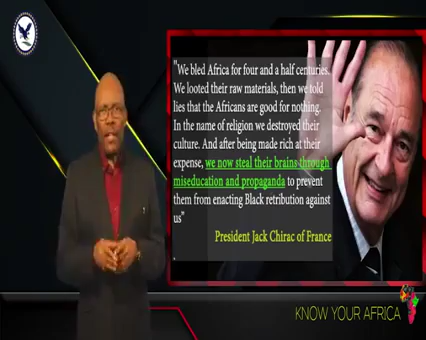 "We bled Africa for four and a half centuries.
We looted their raw materials, then we told
lies that the Africans are good for nothing.
In the name of religion we destroyed their
culture. And after being made rich at their
expense, we now steal their brains through
miseducation and propaganda to prevent
them from enacting Black retribution against
us"
President Jack Chirac of France
.
KNOW YOUR AFRICA